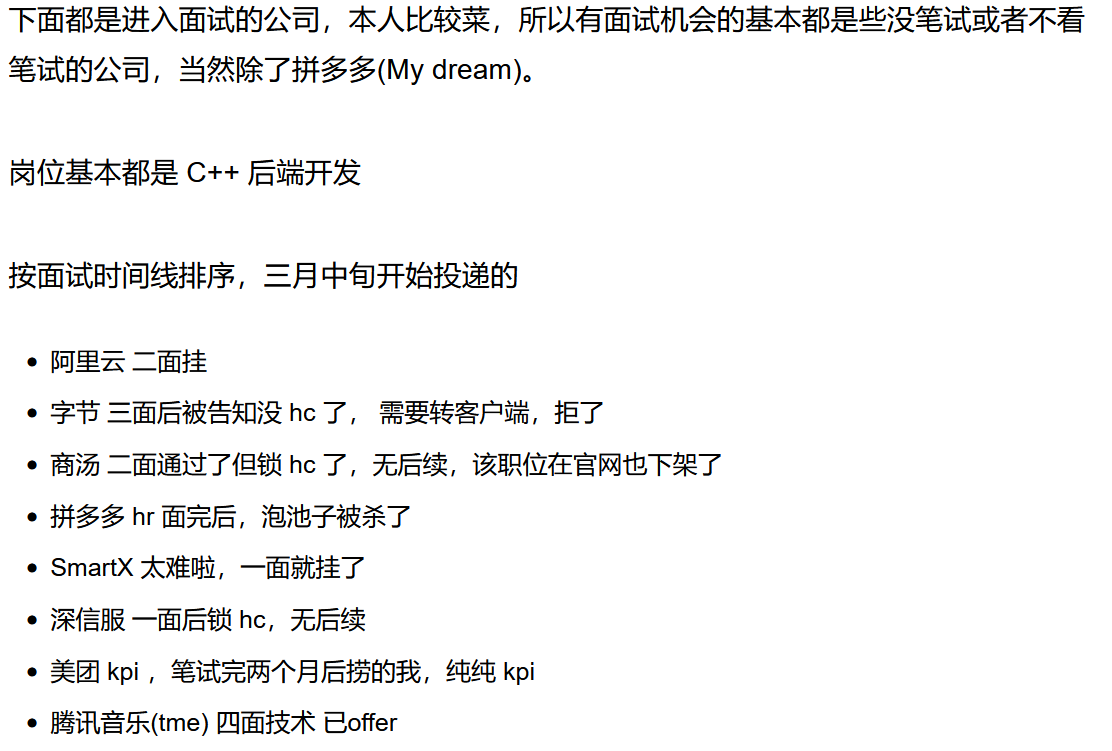 下面都是进入面试的公司，本人比较菜，所以有面试机会的基本都是些没笔试或者不看
笔试的公司，当然除了拼多多(My dream)。
岗位基本都是 C++ 后端开发
按面试时间线排序，三月中旬开始投递的
• 阿里云 二面挂
• 字节 三面后被告知没 hc 了， 需要转客户端，拒了
• 商汤 二面通过了但锁 hc 了，无后续，该职位在官网也下架了
• 拼多多 hr 面完后，泡池子被杀了
• SmartX 太难啦，一面就挂了
• 深信服 一面后锁 hc，无后续
• 美团 kpi ，笔试完两个月后捞的我，纯纯 kpi
• 腾讯音乐(tme) 四面技术 已offer